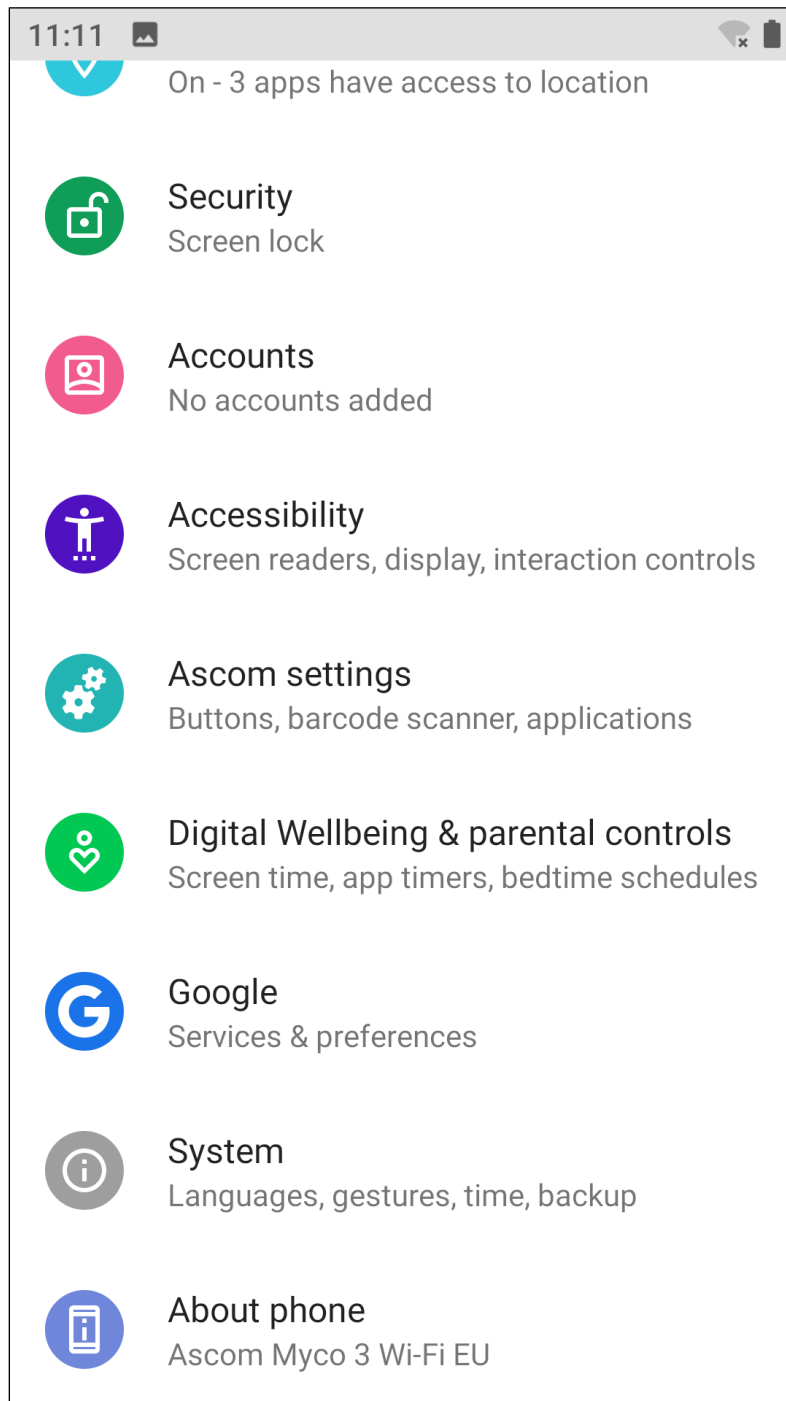 11:11
On - 3 apps have access to location
Security
Screen lock
Accounts
No accounts added
Accessibility
Screen readers, display, interaction controls
Ascom settings
Buttons, barcode scanner, applications
Digital Wellbeing & parental controls
Screen time, app timers, bedtime schedules
Google
Services & preferences
System
Languages, gestures, time, backup
About phone
Ascom Myco 3 Wi-Fi EU